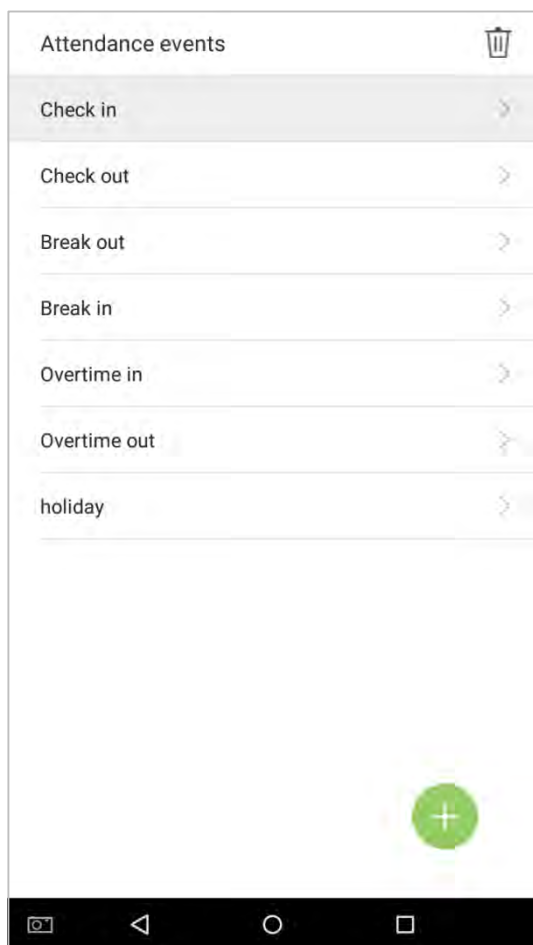 Attendance events
Check in
Check out
Break out
Break in
Overtime in
Overtime out
holiday